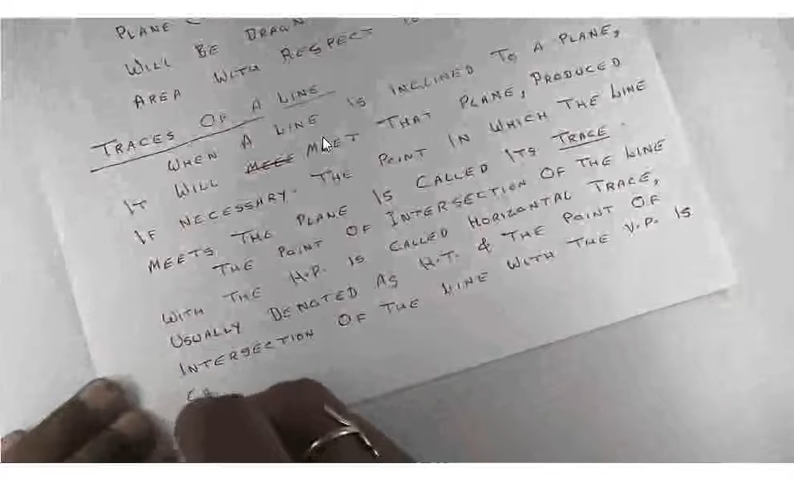 PLANE
WILL BE DRAWN
AREA WITH RESPECT
TRACES OF A LINE
WHEN A LINE IS INCLINED TO A PLANE,
IT WILL MEET THAT PLANE, PRODUCED
IF NECESSARY. THE POINT IN WHICH THE LINE
MEETS THE PLANE IS CALLED ITS TRACE.
THE POINT OF INTERSECTION OF THE LINE
WITH THE H.P. IS CALLED HORIZONTAL TRACE,
USUALLY DENOTED AS H.T. & THE POINT OF
INTERSECTION OF THE LINE WITH THE V.P. IS